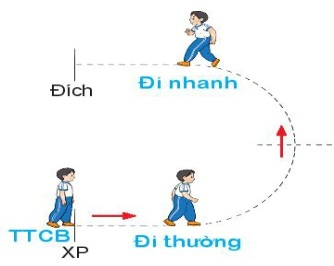 Đích
Đi nhanh
TTCB
XP
Đi thường